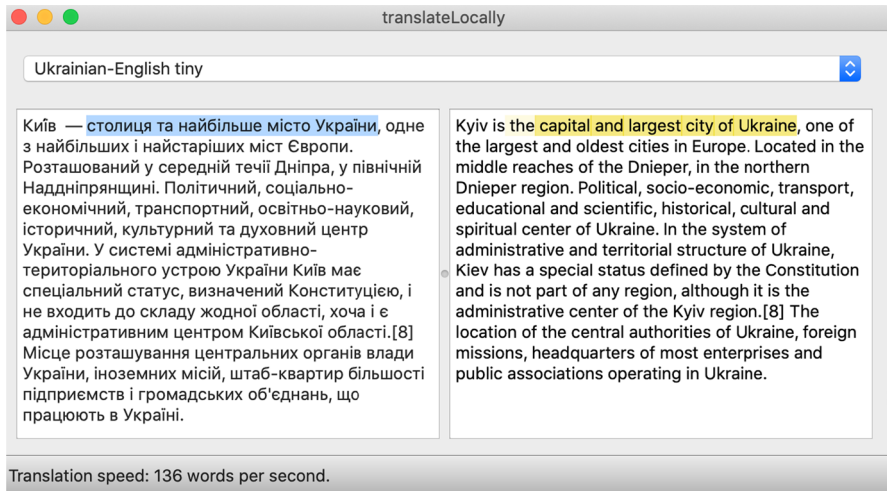 translateLocally
Ukrainian-English tiny
Київ  — столиця та найбільше місто України, одне
з найбільших і найстаріших міст Європи.
Розташований у середній течії Дніпра, у північній
Наддніпрянщині. Політичний, соціально-
економічний, транспортний, освітньо-науковий,
історичний, культурний та духовний центр
України. У системі адміністративно-
територіального устрою України Київ має
спеціальний статус, визначений Конституцією, і
не входить до складу жодної області, хоча і є
адміністративним центром Київської області.[8]
Місце розташування центральних органів влади
України, іноземних місій, штаб-квартир більшості
підприємств і громадських об'єднань, що
працюють в Україні.
Kyiv is the capital and largest city of Ukraine, one of
the largest and oldest cities in Europe. Located in the
middle reaches of the Dnieper, in the northern
Dnieper region. Political, socio-economic, transport,
educational and scientific, historical, cultural and
spiritual center of Ukraine. In the system of
administrative and territorial structure of Ukraine,
Kiev has a special status defined by the Constitution
and is not part of any region, although it is the
administrative center of the Kyiv region.[8] The
location of the central authorities of Ukraine, foreign
missions, headquarters of most enterprises and
public associations operating in Ukraine.
Translation speed: 136 words per second.